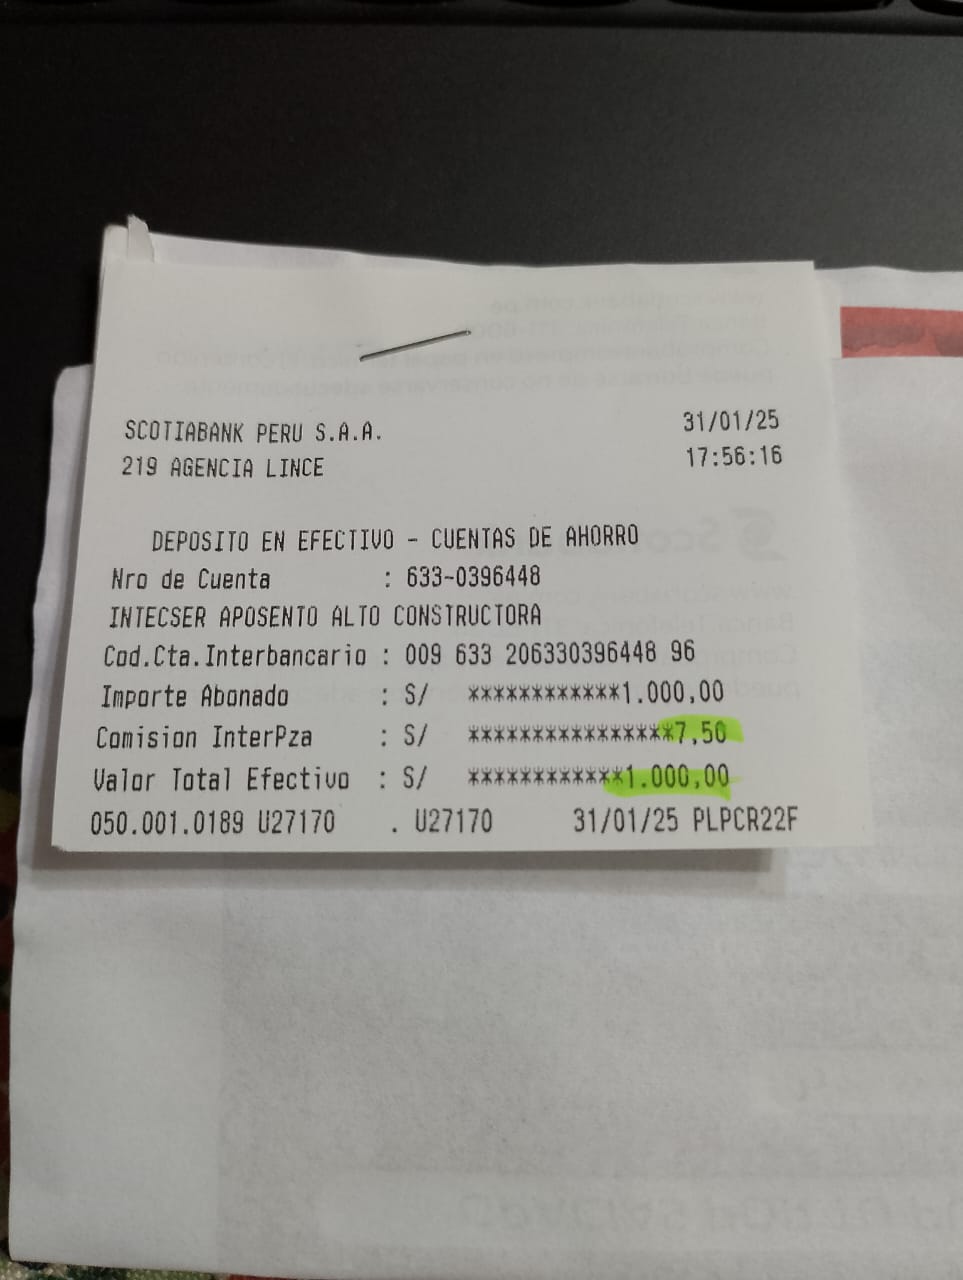 SCOTIABANK PERU S.A.A. 31/01/25
219 AGENCIA LINCE 17:56:16
DEPOSITO EN EFECTIVO - CUENTAS DE AHORRO
Nro de Cuenta : 633-0396448
INTECSER APOSENTO ALTO CONSTRUCTORA
Cod.Cta.Interbancario : 009 633 206330396448 96
Importe Abonado : S/ ************1.000,00
Comision InterPza : S/ ****************7,50
Valor Total Efectivo : S/ ************1.000,00
050.001.0189 U27170 . U27170 31/01/25 PLPCR22F